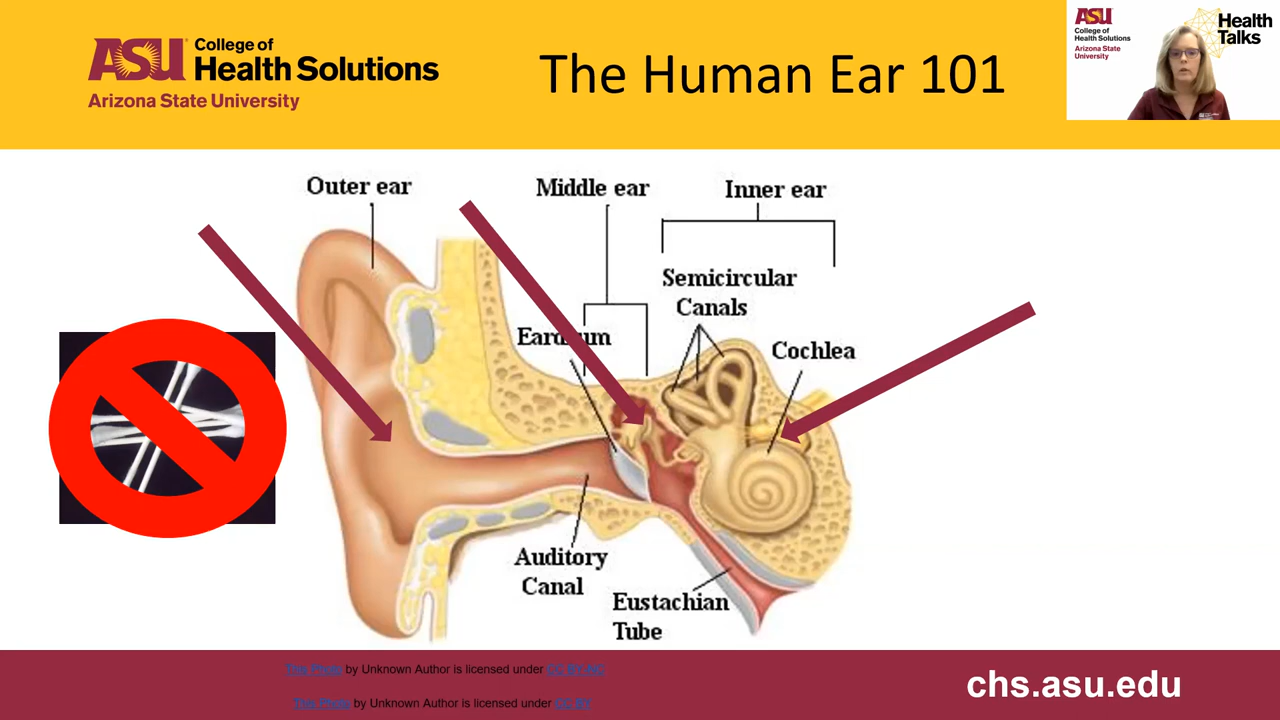 ASU College of
Health Solutions
Arizona State University
The Human Ear 101
ASU
College of
Health Solutions
Arizona State
University
Health
Talks
Outer ear
Middle ear
Inner ear
Semicircular
Canals
Eardrum
Cochlea
Auditory
Canal
Eustachian
Tube
This Photo by Unknown Author is licensed under CC BY-NC
This Photo by Unknown Author is licensed under CC BY
chs.asu.edu